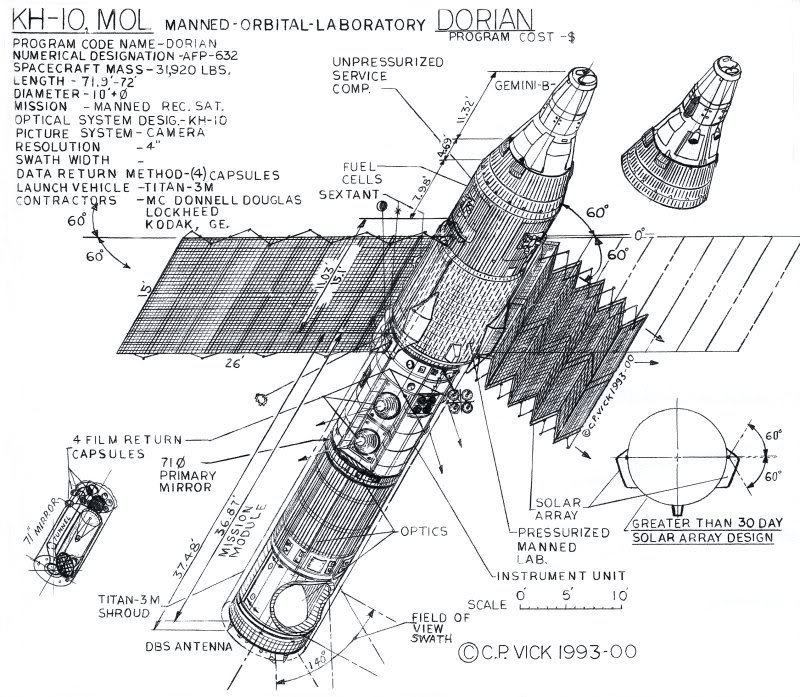 KH-10, MOL MANNED-ORBITAL-LABORATORY DORIAN
PROGRAM COST -$
PROGRAM CODE NAME-DORIAN
NUMERICAL DESIGNATION-AFP-632
SPACECRAFT MASS-31,920 LBS.
LENGTH - 71.9'-72'
DIAMETER-10'+Ø
MISSION -MANNED REC. SAT.
OPTICAL SYSTEM DESIG.-KH-10
PICTURE SYSTEM-CAMERA
RESOLUTION -4"
SWATH WIDTH -
DATA RETURN METHOD-(4) CAPSULES
LAUNCH VEHICLE -TITAN-3M
CONTRACTORS -MC DONNELL DOUGLAS
LOCKHEED
KODAK, GE.
UNPRESSURIZED
SERVICE
COMP.
GEMINI-B-
11.32'
4.69'
7.98'
FUEL
CELLS
SEXTANT
60°
60°
60°
60°
0°
11.03'
15.1'
15'
26'
© C.P. VICK 1993-00
4 FILM RETURN
CAPSULES
71Ø
PRIMARY
MIRROR
71" MIRROR
TUNNEL
36.87'
MISSION
MODULE
37.4.8'
60°
60°
SOLAR
ARRAY
GREATER THAN 30 DAY
SOLAR ARRAY DESIGN
OPTICS
PRESSURIZED
MANNED
LAB.
INSTRUMENT UNIT
SCALE 0' 5' 10'
TITAN-3M
SHROUD
DBS ANTENNA
FIELD OF
VIEW
SWATH
140°
© C.P. VICK 1993-00